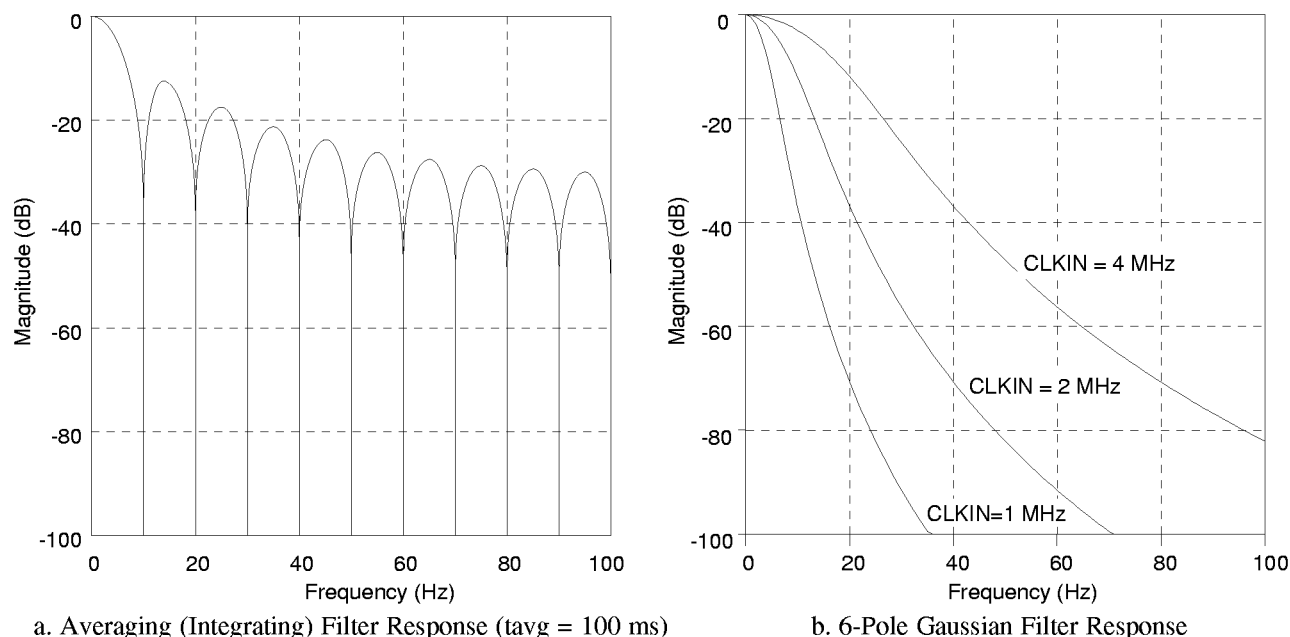 -0
-20
-40
-60
-80
-100
Magnitude (dB)
0 20 40 60 80 100
Frequency (Hz)
a. Averaging (Integrating) Filter Response (tavg = 100 ms)
0
-20
-40
-60
-80
-100
Magnitude (dB)
CLKIN = 4 MHz
CLKIN = 2 MHz
CLKIN=1 MHz
0 20 40 60 80 100
Frequency (Hz)
b. 6-Pole Gaussian Filter Response